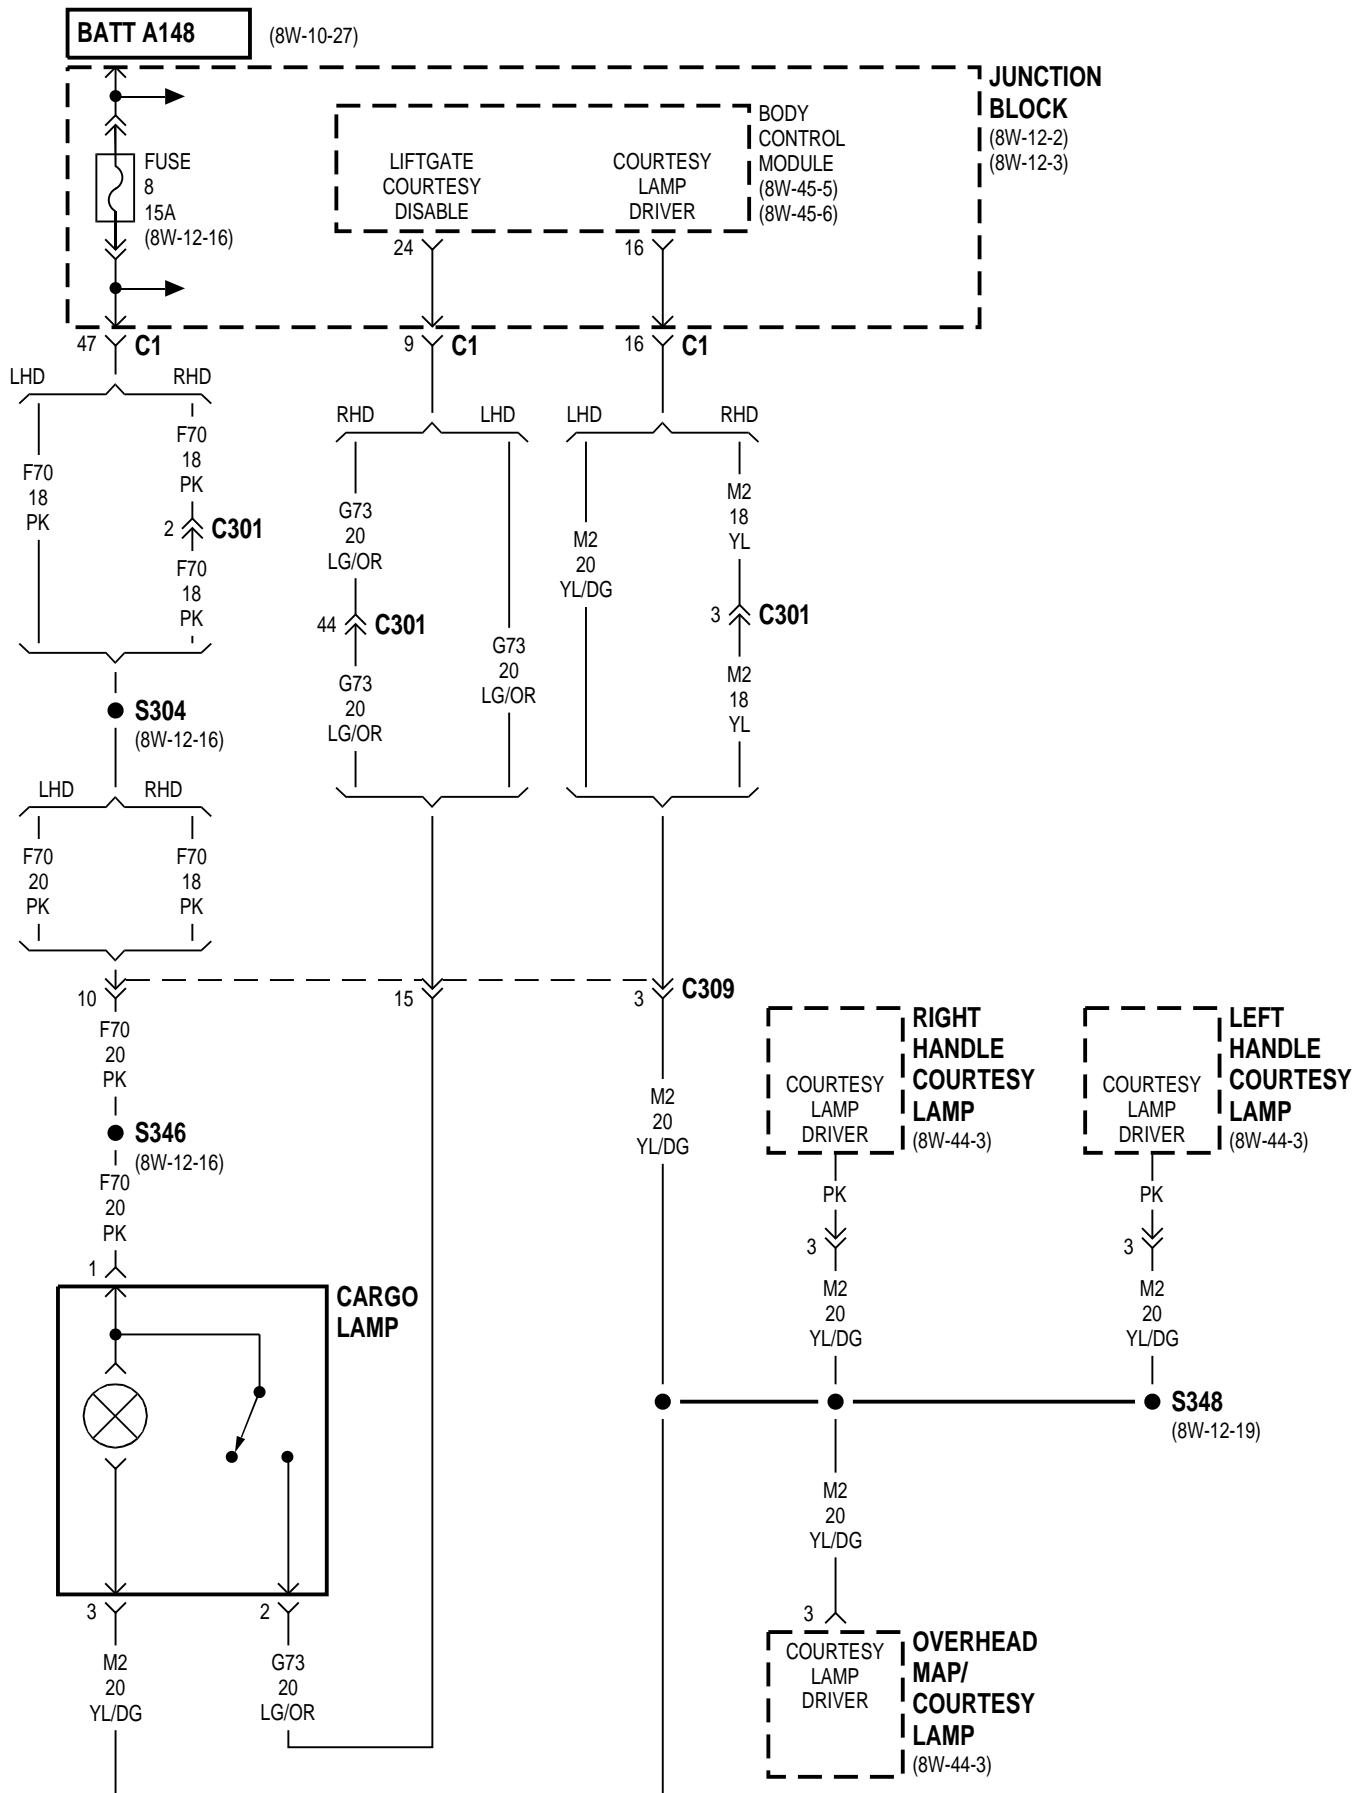 BATT A148
(8W-10-27)
JUNCTION
BLOCK
(8W-12-2)
(8W-12-3)
BODY
CONTROL
MODULE
(8W-45-5)
(8W-45-6)
FUSE
8
15A
(8W-12-16)
LIFTGATE
COURTESY
DISABLE
COURTESY
LAMP
DRIVER
24
16
47 C1
9 C1
16 C1
LHD
RHD
RHD
LHD
LHD
RHD
F70
18
PK
F70
18
PK
2 C301
F70
18
PK
G73
20
LG/OR
44 C301
G73
20
LG/OR
G73
20
LG/OR
M2
20
YL/DG
M2
18
YL
3 C301
M2
18
YL
S304
(8W-12-16)
LHD
RHD
F70
20
PK
F70
18
PK
10
15
3
C309
F70
20
PK
S346
(8W-12-16)
F70
20
PK
1
CARGO
LAMP
M2
20
YL/DG
RIGHT
HANDLE
COURTESY
LAMP
(8W-44-3)
COURTESY
LAMP
DRIVER
LEFT
HANDLE
COURTESY
LAMP
(8W-44-3)
COURTESY
LAMP
DRIVER
PK
3
M2
20
YL/DG
PK
3
M2
20
YL/DG
S348
(8W-12-19)
M2
20
YL/DG
3
COURTESY
LAMP
DRIVER
OVERHEAD
MAP/
COURTESY
LAMP
(8W-44-3)
3
2
M2
20
YL/DG
G73
20
LG/OR